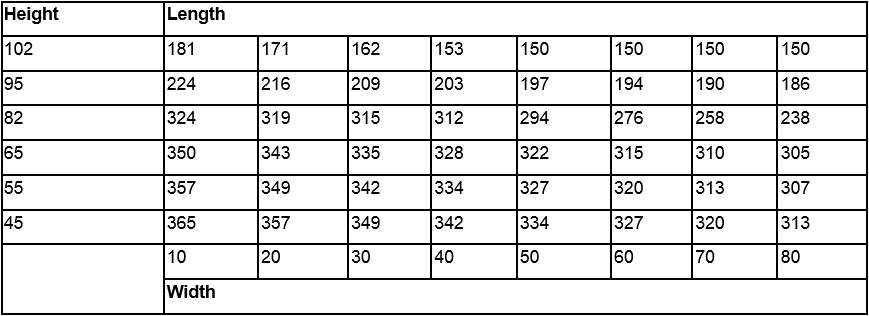 Height Length
102 181 171 162 153 150 150 150 150
95 224 216 209 203 197 194 190 186
82 324 319 315 312 294 276 258 238
65 350 343 335 328 322 315 310 305
55 357 349 342 334 327 320 313 307
45 365 357 349 342 334 327 320 313
10 20 30 40 50 60 70 80
Width